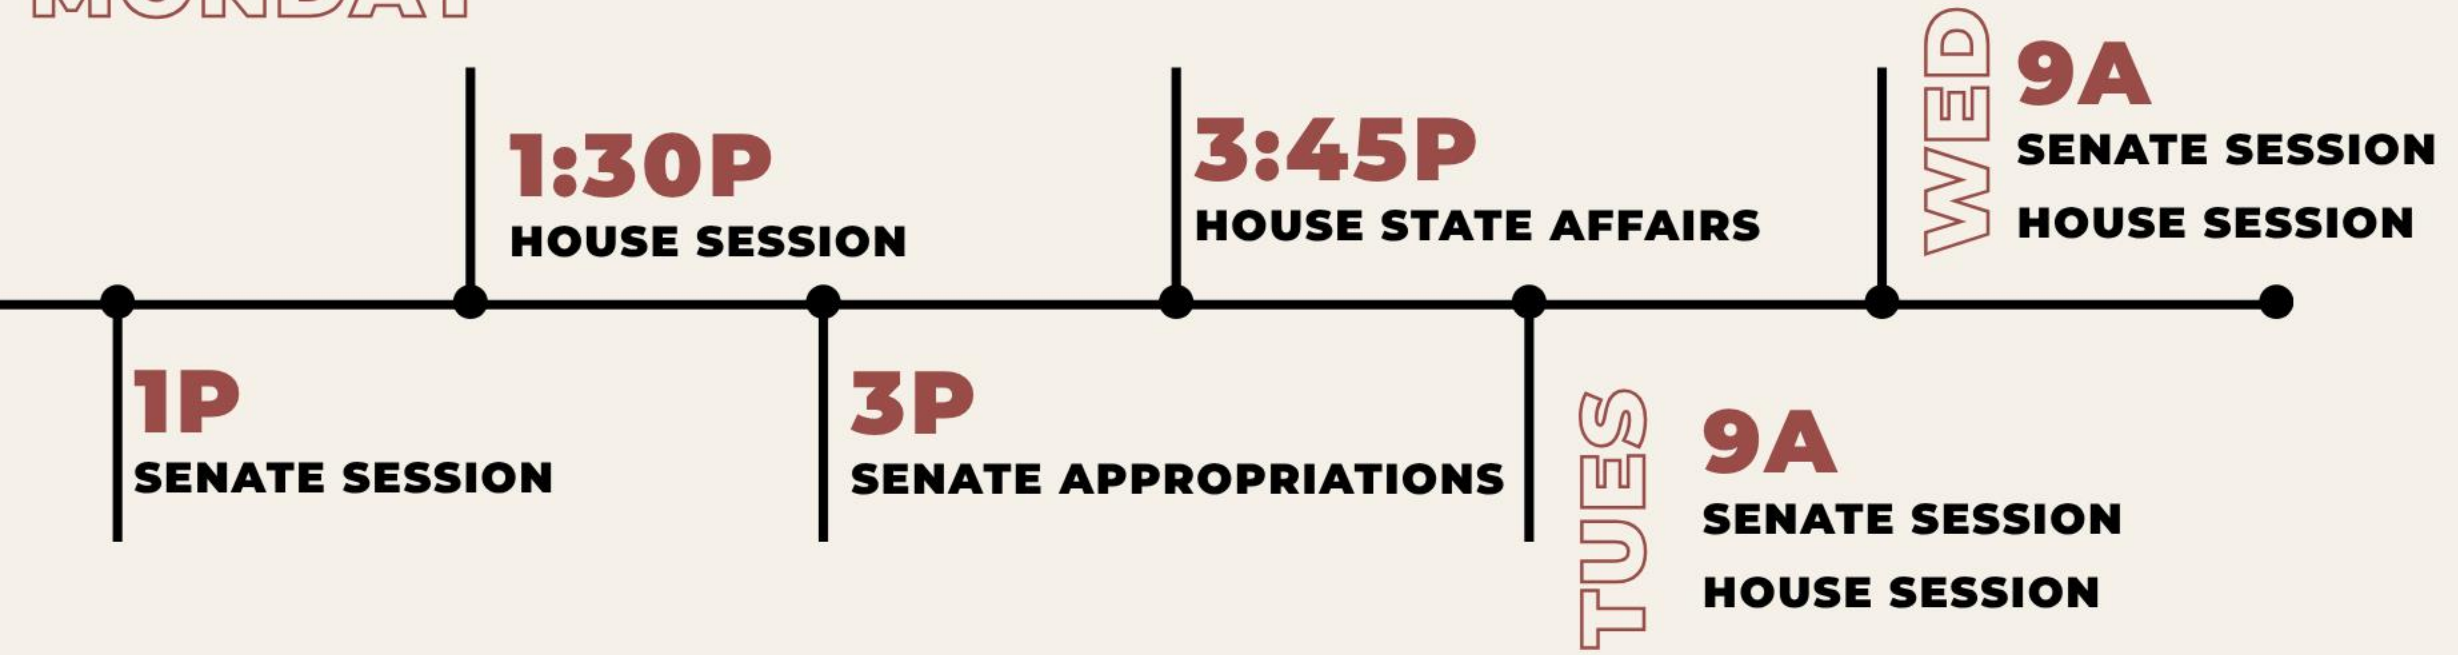 MONDAY
1P
SENATE SESSION
1:30P
HOUSE SESSION
3P
SENATE APPROPRIATIONS
3:45P
HOUSE STATE AFFAIRS
TUES
9A
SENATE SESSION
HOUSE SESSION
WED
9A
SENATE SESSION
HOUSE SESSION